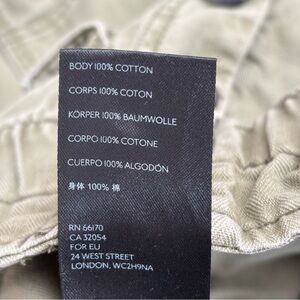 BODY 100% COTTON
CORPS 100% COTON
KÖRPER 100% BAUMWOLLE
CORPO 100% COTONE
CUERPO 100% ALGODÓN
身体 100% 棉
RN 66170
CA 32054
FOR EU
24 WEST STREET
LONDON, WC2H9NA